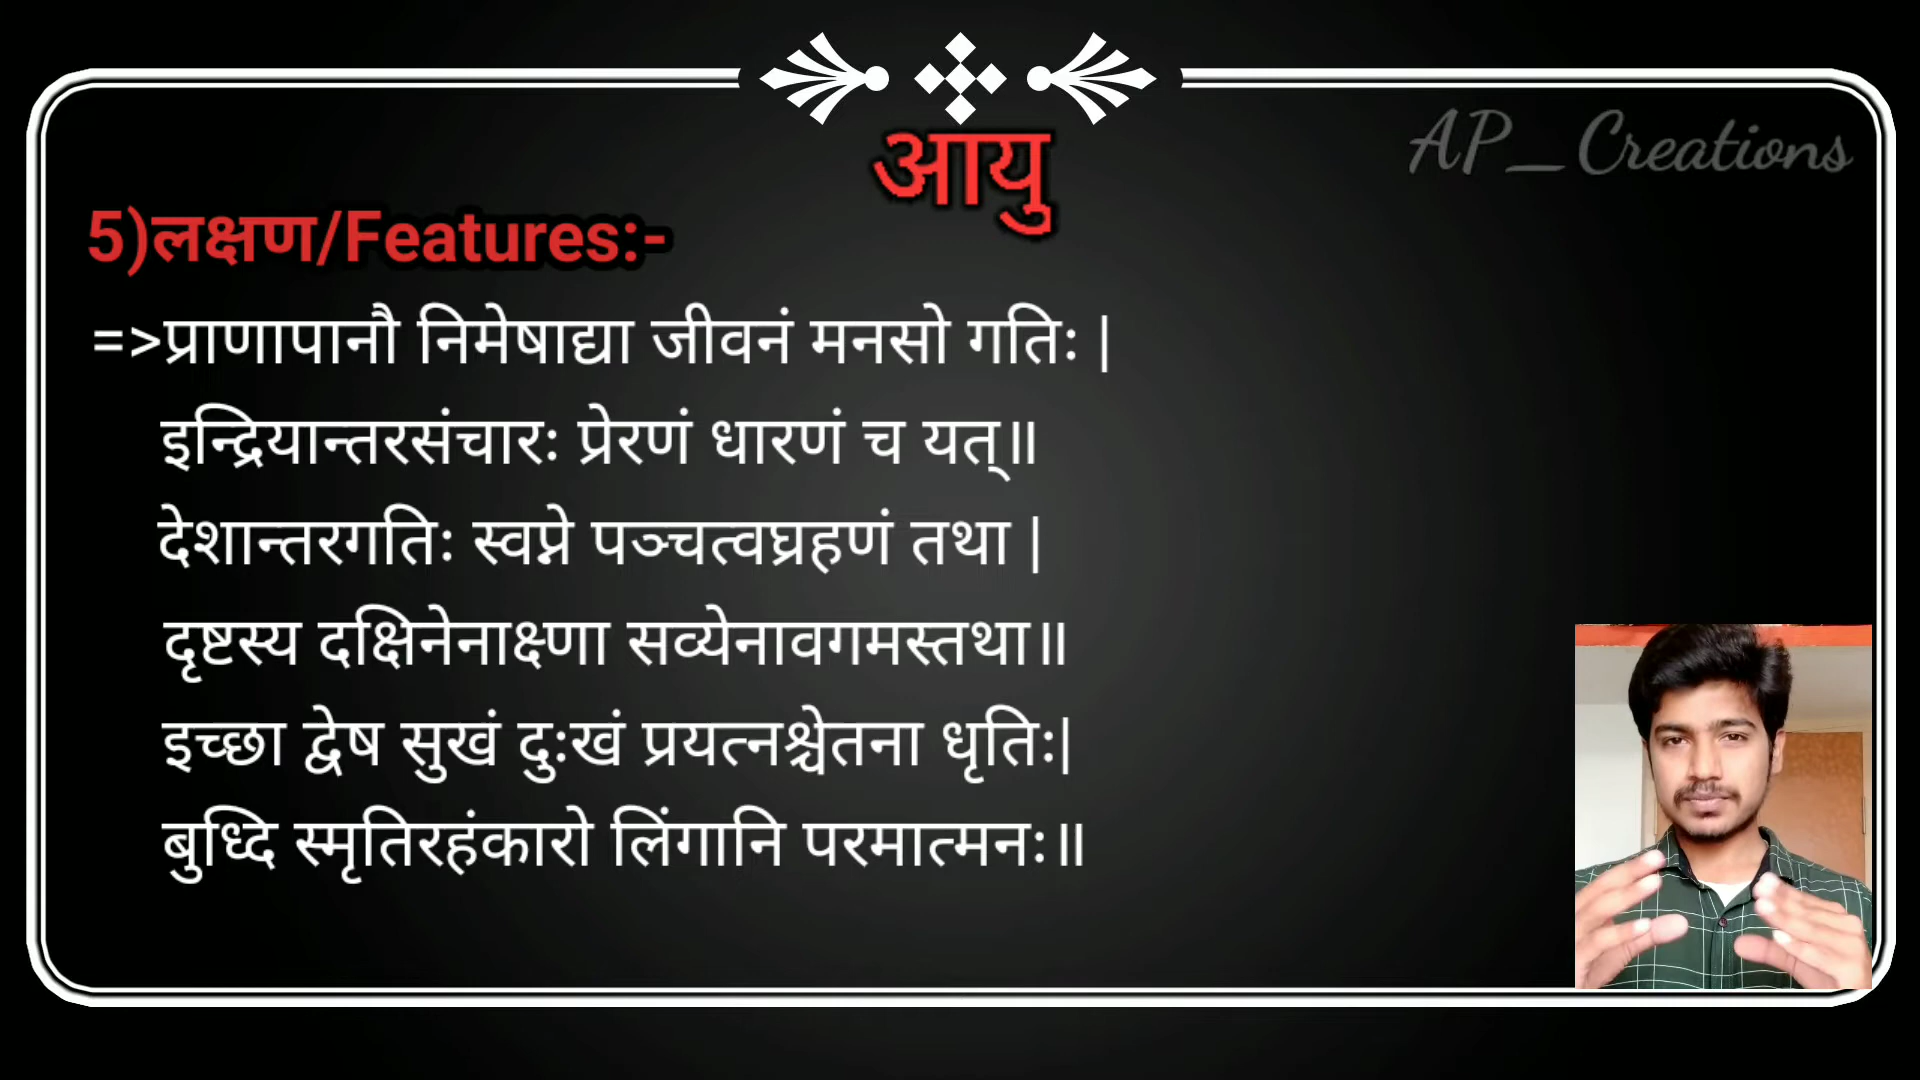 आयु
AP_Creations
5)लक्षण/Features:-
=>प्राणापानौ निमेषाद्या जीवनं मनसो गतिः |
इन्द्रियान्तरसंचारः प्रेरणं धारणं च यत्॥
देशान्तरगतिः स्वप्ने पञ्चत्वघ्रहणं तथा |
दृष्टस्य दक्षिनेनाक्ष्णा सव्येनावगमस्तथा॥
इच्छा द्वेष सुखं दुःखं प्रयत्नश्चेतना धृतिः|
बुध्दि स्मृतिरहंकारो लिंगानि परमात्मनः॥